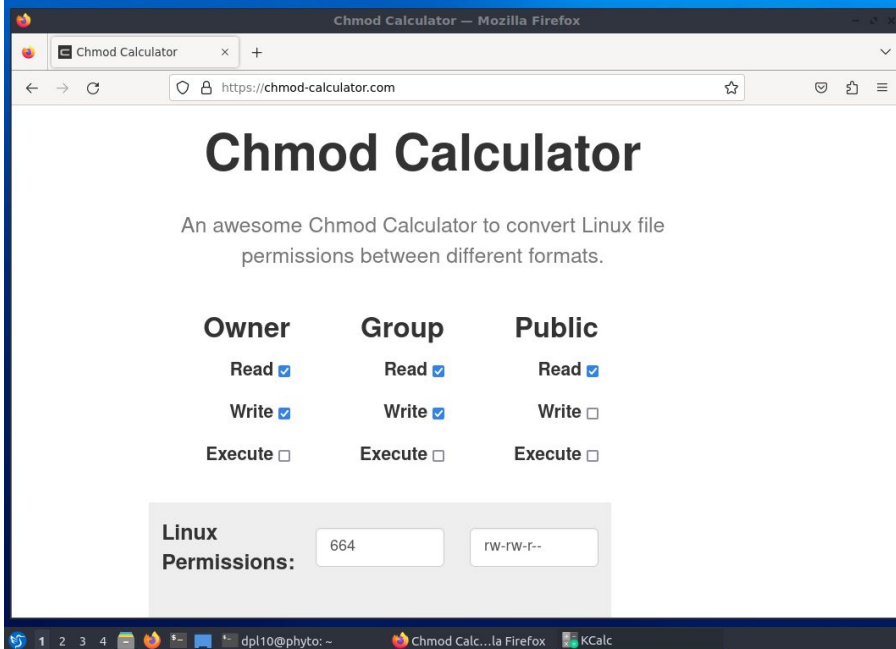 Chmod Calculator — Mozilla Firefox
Chmod Calculator
https://chmod-calculator.com
Chmod Calculator
An awesome Chmod Calculator to convert Linux file
permissions between different formats.
Owner Group Public
Read Read Read
Write Write Write
Execute Execute Execute
Linux
Permissions:
664 rw-rw-r--
1 2 3 4 dpl10@phyto: ~ Chmod Calc...la Firefox KCalc